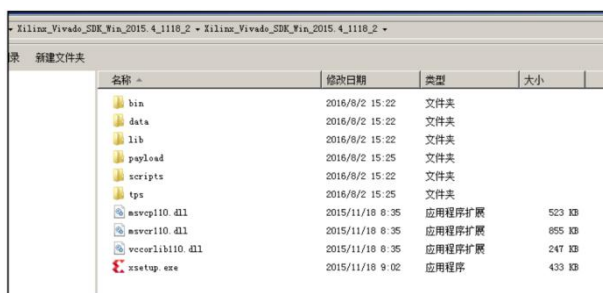 ▾ Xilinx_Vivado_SDK_Win_2015.4_1118_2 ▾ Xilinx_Vivado_SDK_Win_2015.4_1118_2 ▾
录 新建文件夹
名称 修改日期 类型 大小
bin 2016/8/2 15:22 文件夹
data 2016/8/2 15:22 文件夹
lib 2016/8/2 15:22 文件夹
payload 2016/8/2 15:25 文件夹
scripts 2016/8/2 15:22 文件夹
tps 2016/8/2 15:25 文件夹
msvcp110.dll 2015/11/18 8:35 应用程序扩展 523 KB
msvcr110.dll 2015/11/18 8:35 应用程序扩展 855 KB
vccorlib110.dll 2015/11/18 8:35 应用程序扩展 247 KB
xsetup.exe 2015/11/18 9:02 应用程序 433 KB